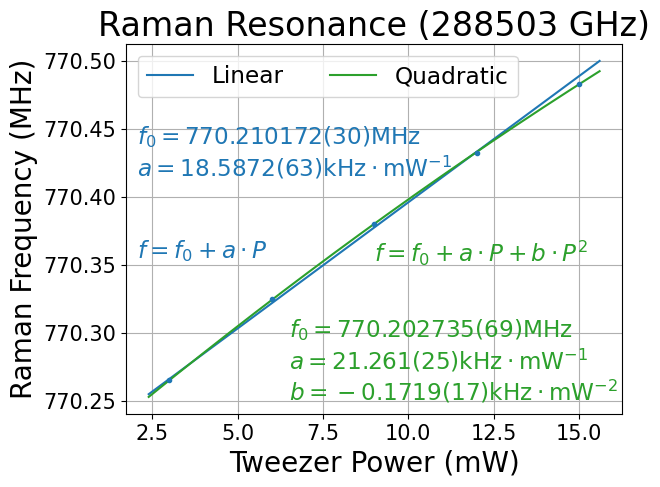 Raman Resonance (288503 GHz)
Linear
Quadratic
f₀ = 770.210172(30)MHz
a = 18.5872(63)kHz · mW⁻¹
f = f₀ + a · P
f = f₀ + a · P + b · P²
f₀ = 770.202735(69)MHz
a = 21.261(25)kHz · mW⁻¹
b = −0.1719(17)kHz · mW⁻²
Raman Frequency (MHz)
770.50
770.45
770.40
770.35
770.30
770.25
2.5 5.0 7.5 10.0 12.5 15.0
Tweezer Power (mW)